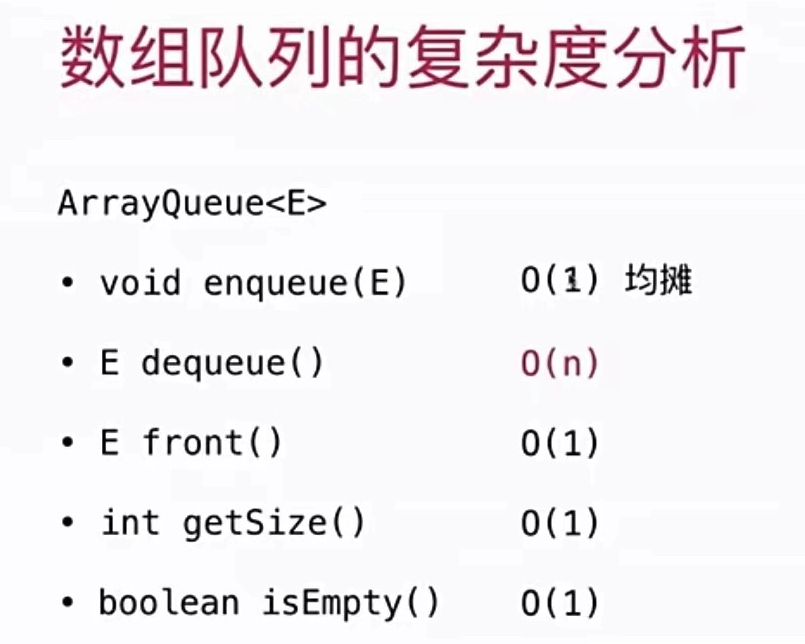 数组队列的复杂度分析
ArrayQueue<E>
• void enqueue(E) O(1) 均摊
• E dequeue() O(n)
• E front() O(1)
• int getSize() O(1)
• boolean isEmpty() O(1)